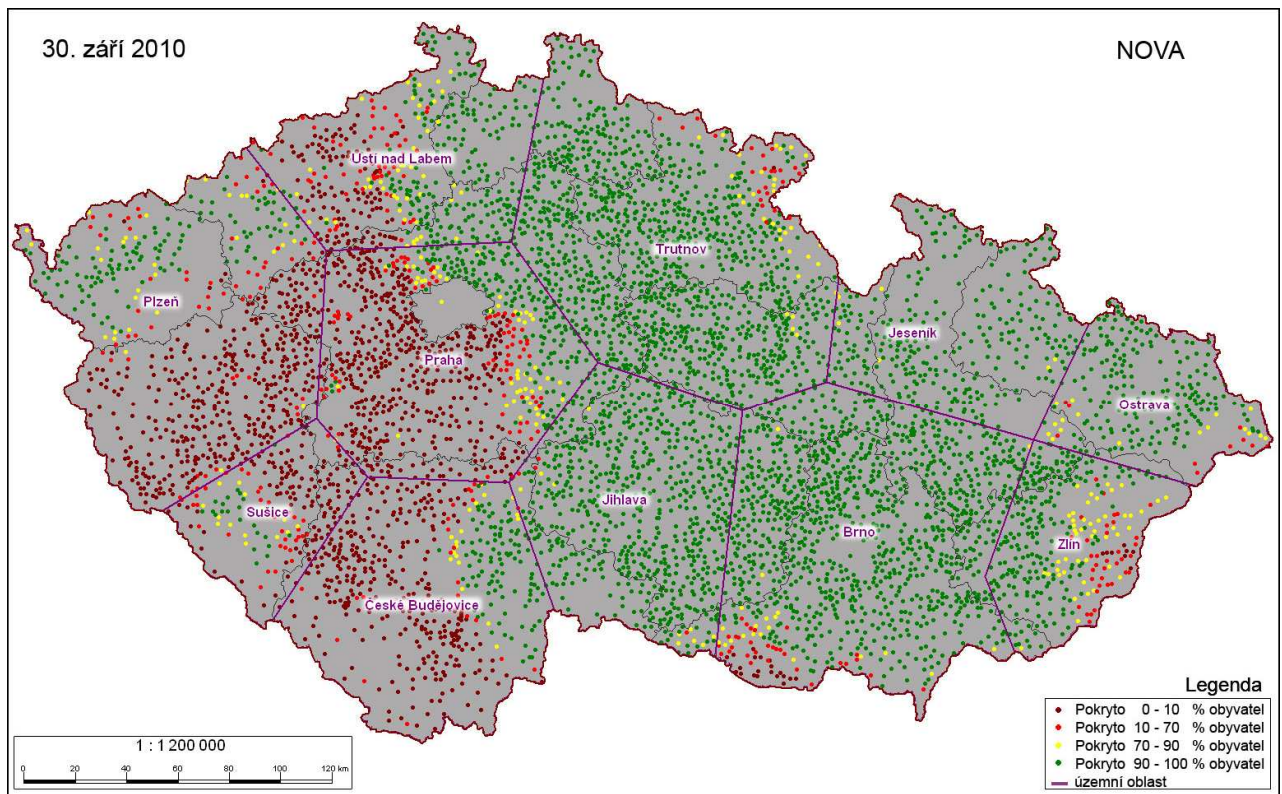 30. září 2010
NOVA
Ústí nad Labem
Trutnov
Plzeň
Jeseník
Praha
Ostrava
Sušice
Jihlava
Brno
Zlín
České Budějovice
Legenda
Pokryto 0 - 10 % obyvatel
Pokryto 10 - 70 % obyvatel
Pokryto 70 - 90 % obyvatel
Pokryto 90 - 100 % obyvatel
územní oblast
1 : 1 200 000
0 20 40 60 80 100 120 km